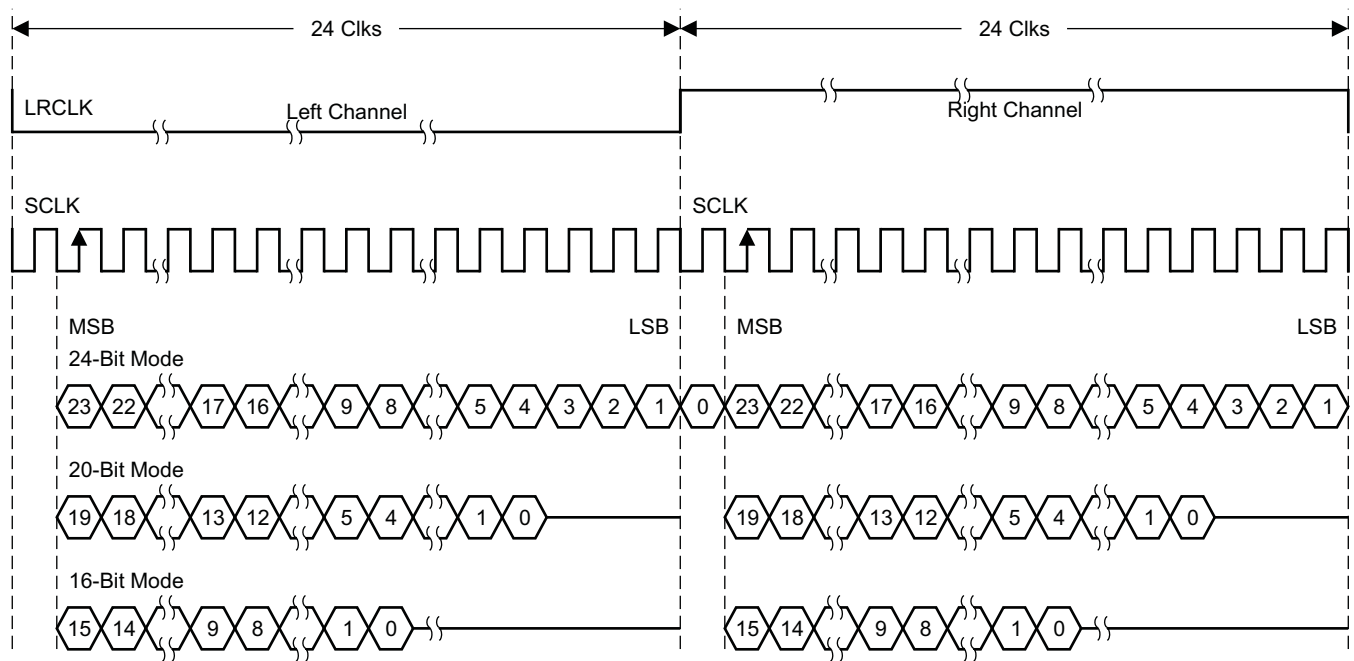 24 Clks 24 Clks
LRCLK Left Channel Right Channel
SCLK SCLK
MSB LSB MSB LSB
24-Bit Mode
23 22 17 16 9 8 5 4 3 2 1 0 23 22 17 16 9 8 5 4 3 2 1
20-Bit Mode
19 18 13 12 5 4 1 0 19 18 13 12 5 4 1 0
16-Bit Mode
15 14 9 8 1 0 15 14 9 8 1 0